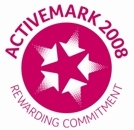 ACTIVEMARK 2008
REWARDING COMMITMENT